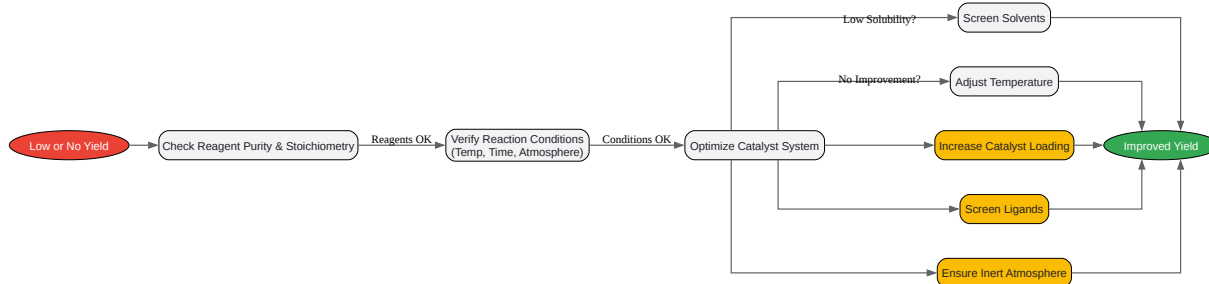 Low or No Yield
Check Reagent Purity & Stoichiometry
Reagents OK
Verify Reaction Conditions
(Temp, Time, Atmosphere)
Conditions OK
Optimize Catalyst System
Low Solubility?
Screen Solvents
No Improvement?
Adjust Temperature
Increase Catalyst Loading
Screen Ligands
Ensure Inert Atmosphere
Improved Yield